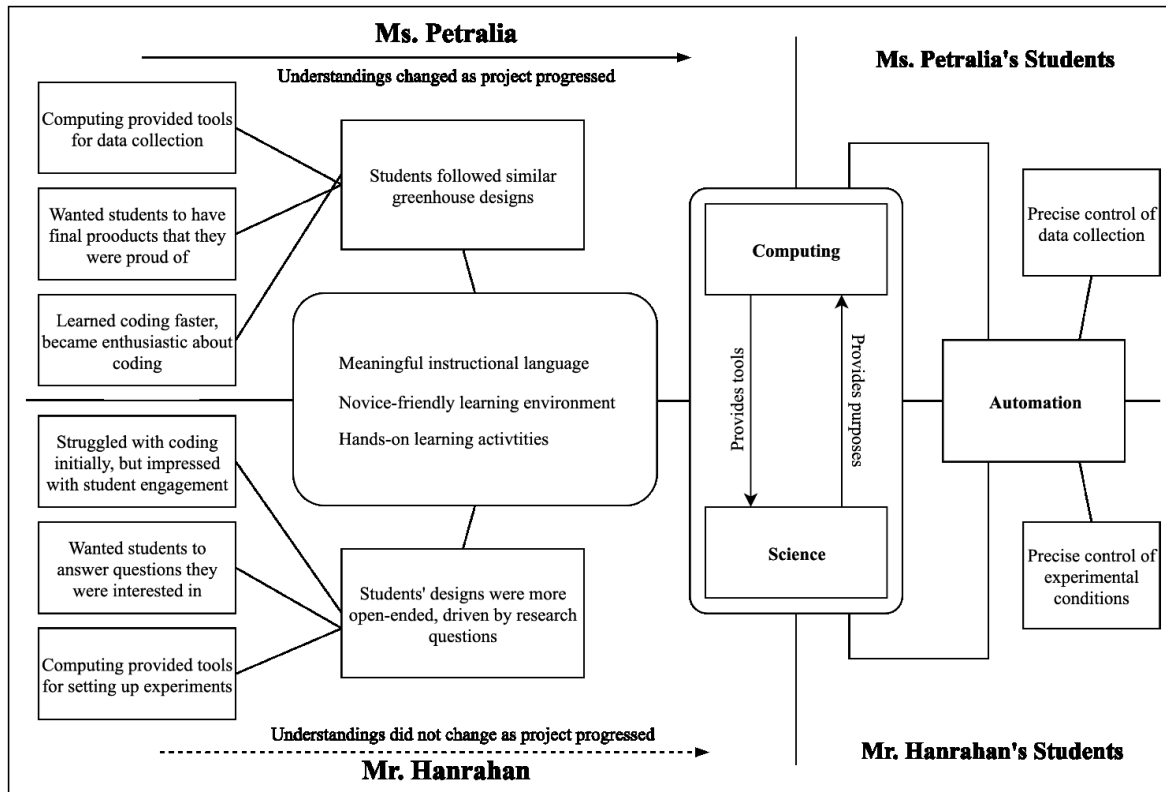 Ms. Petralia
Understandings changed as project progressed
Ms. Petralia's Students
Computing provided tools
for data collection
Wanted students to have
final prooducts that they
were proud of
Learned coding faster,
became enthusiastic about
coding
Students followed similar
greenhouse designs
Meaningful instructional language
Novice-friendly learning environment
Hands-on learning activtities
Struggled with coding
initially, but impressed
with student engagement
Wanted students to
answer questions they
were interested in
Computing provided tools
for setting up experiments
Students' designs were more
open-ended, driven by research
questions
Computing
Provides tools
Provides purposes
Science
Precise control of
data collection
Automation
Precise control of
experimental
conditions
Understandings did not change as project progressed
Mr. Hanrahan
Mr. Hanrahan's Students